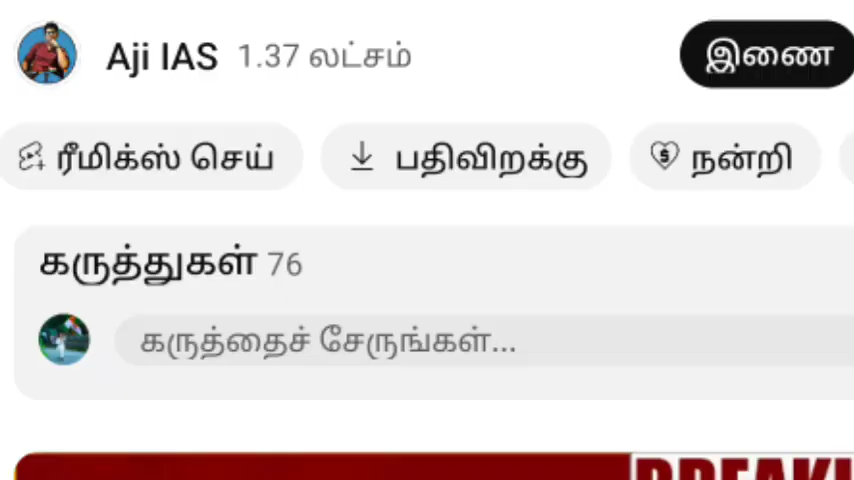 Aji IAS 1.37 லட்சம் இணை
ரீமிக்ஸ் செய் பதிவிறக்கு நன்றி
கருத்துகள் 76
கருத்தைச் சேருங்கள்...